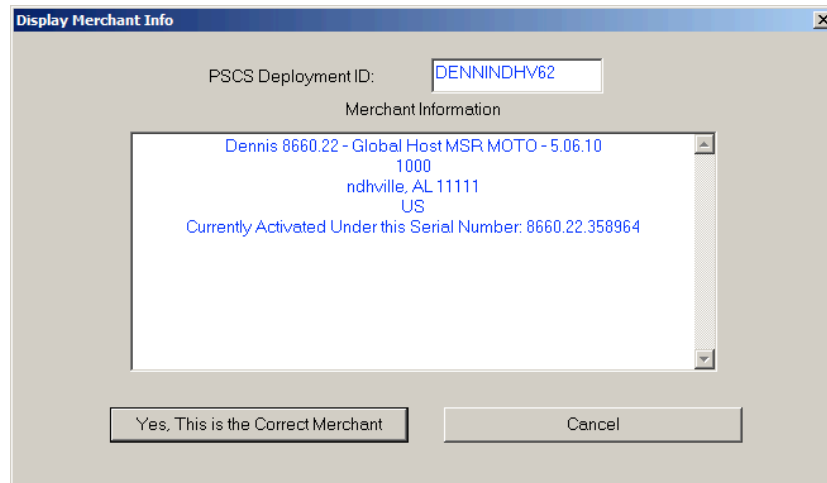 Display Merchant Info
PSCS Deployment ID: DENNINDHV62
Merchant Information
Dennis 8660.22 - Global Host MSR MOTO - 5.06.10
1000
ndhville, AL 11111
US
Currently Activated Under this Serial Number: 8660.22.358964
Yes, This is the Correct Merchant Cancel